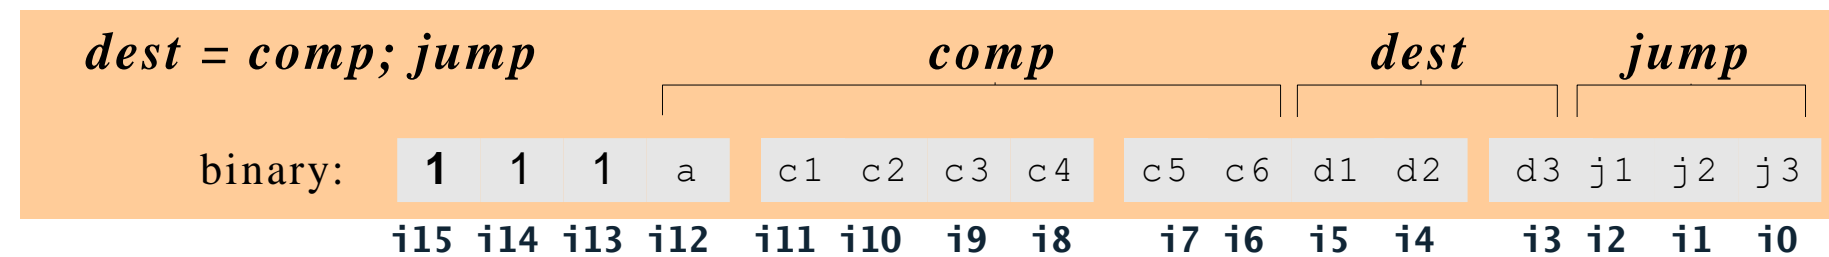 dest = comp; jump comp dest jump
binary: 1 1 1 a c1 c2 c3 c4 c5 c6 d1 d2 d3 j1 j2 j3
i15 i14 i13 i12 i11 i10 i9 i8 i7 i6 i5 i4 i3 i2 i1 i0